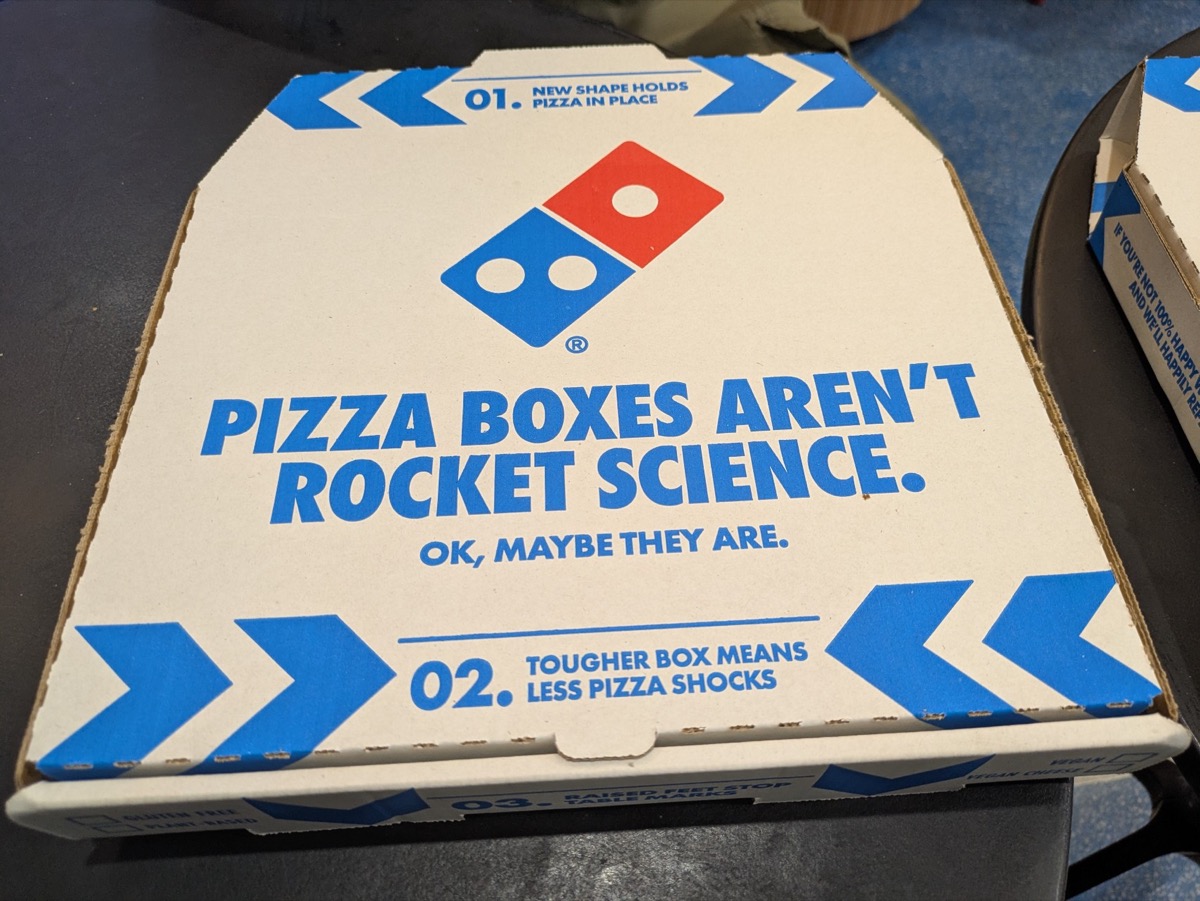 01. NEW SHAPE HOLDS
PIZZA IN PLACE
®
PIZZA BOXES AREN'T
ROCKET SCIENCE.
OK, MAYBE THEY ARE.
02. TOUGHER BOX MEANS
LESS PIZZA SHOCKS
GLUTEN FREE
PLANT-BASED
03. RAISED FEET STOP
TABLE MARKS
VEGAN
VEGAN CHEESE
IF YOU'RE NOT 100% HAPPY
AND WE'LL HAPPILY